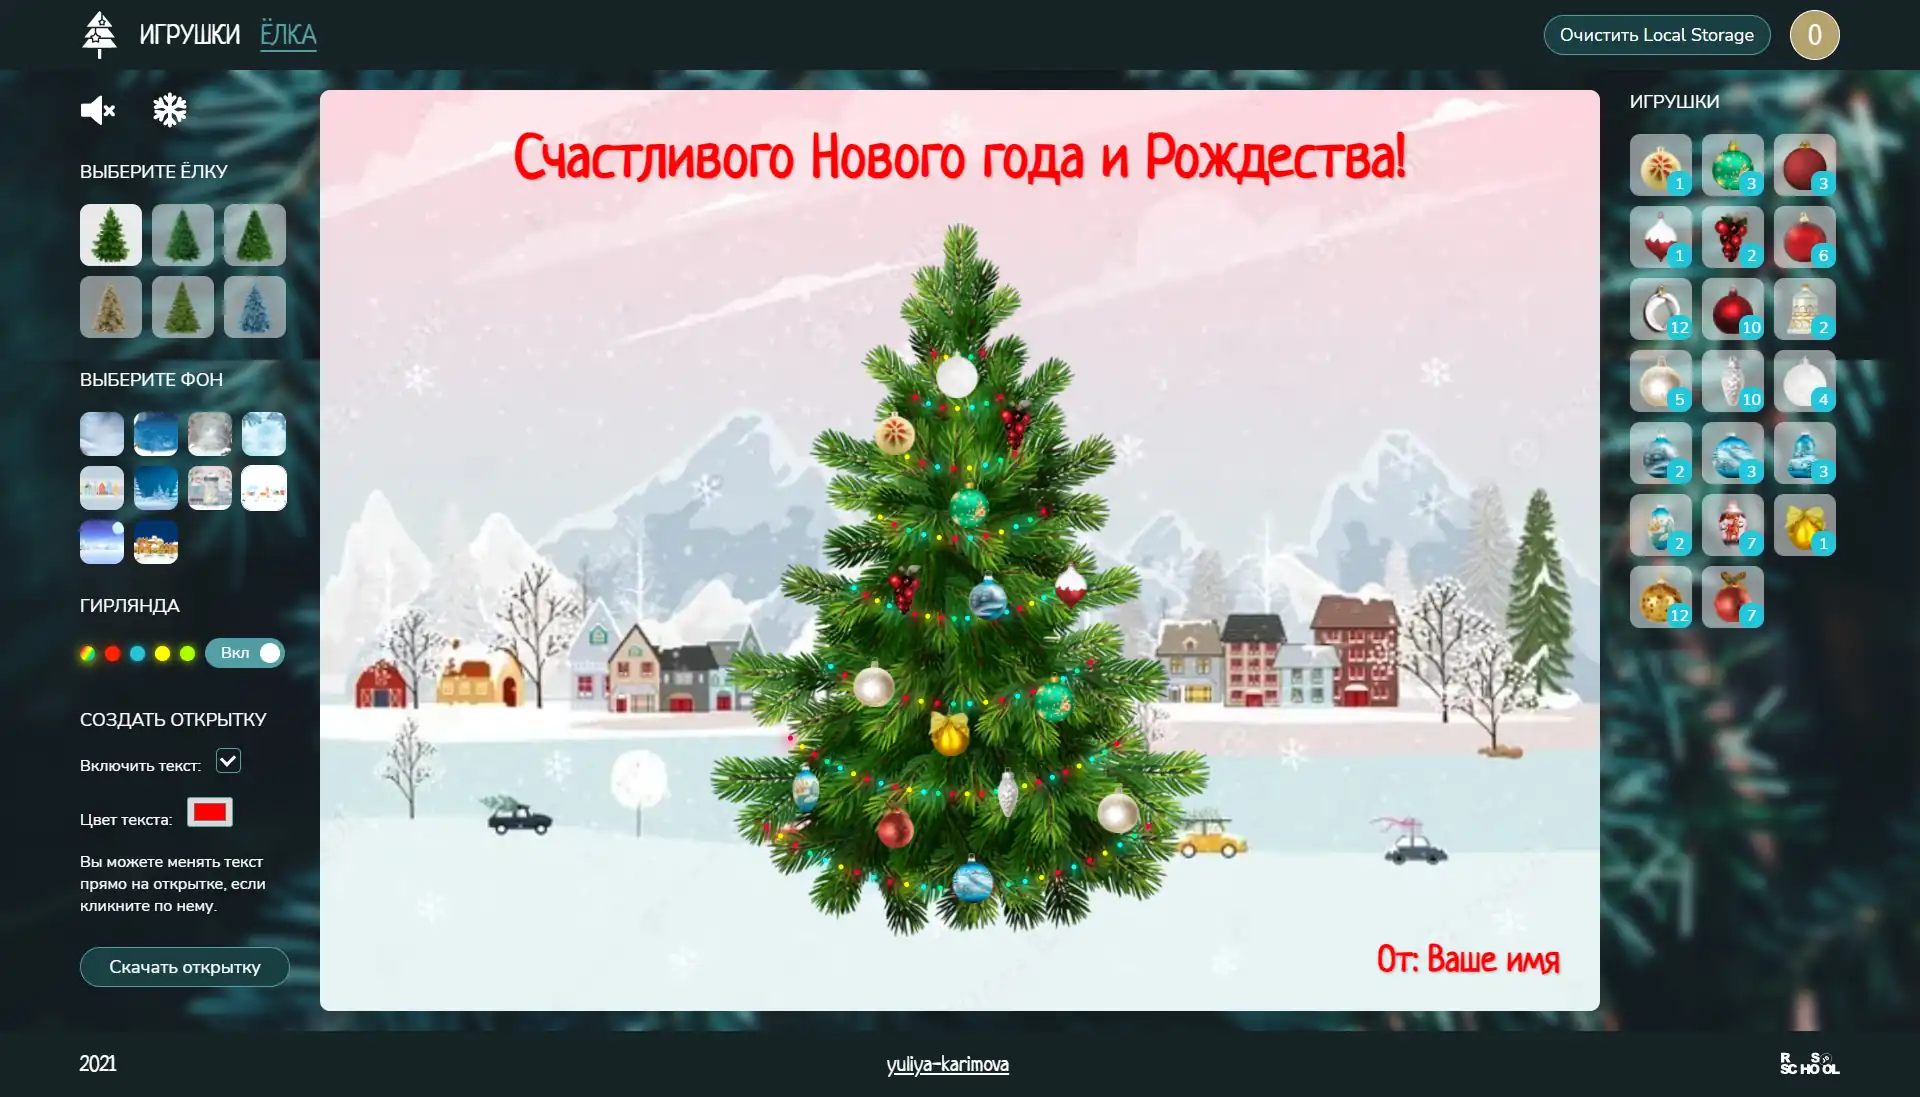 ИГРУШКИ ЁЛКА
Очистить Local Storage
0
ВЫБЕРИТЕ ЁЛКУ
ВЫБЕРИТЕ ФОН
ГИРЛЯНДА
Вкл
СОЗДАТЬ ОТКРЫТКУ
Включить текст:
Цвет текста:
Вы можете менять текст
прямо на открытке, если
кликните по нему.
Скачать открытку
Счастливого Нового года и Рождества!
От: Ваше имя
ИГРУШКИ
1 3 3
1 2 6
12 10 2
5 10 4
2 3 3
2 7 1
12 7
2021
yuliya-karimova
R S
SCHOOL